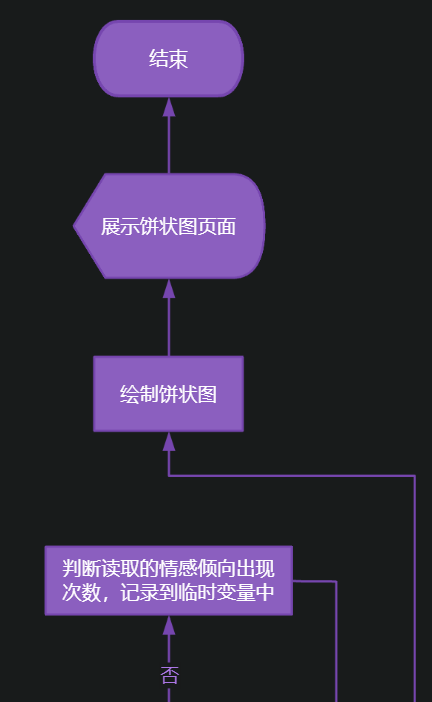 结束
展示饼状图页面
绘制饼状图
判断读取的情感倾向出现
次数，记录到临时变量中
否